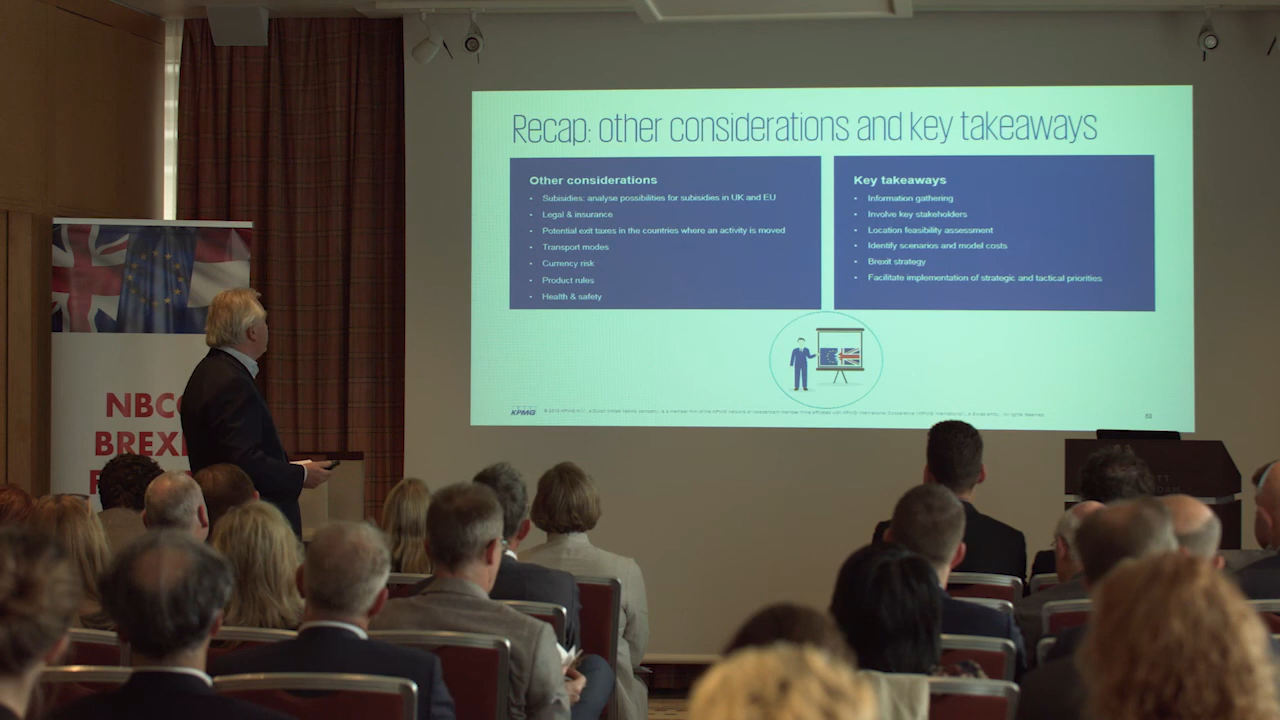 Recap: other considerations and key takeaways
Other considerations
• Subsidies: analyse possibilities for subisidies in UK and EU
• Legal & insurance
• Potential exit taxes in the countries where an activity is moved
• Transport modes
• Currency risk
• Product rules
• Health & safety
Key takeaways
• Information gathering
• Involve key stakeholders
• Location feasibility assessment
• Identify scenarios and model costs
• Brexit strategy
• Facilitate implementation of strategic and tactical priorities
KPMG
NBC
BREX